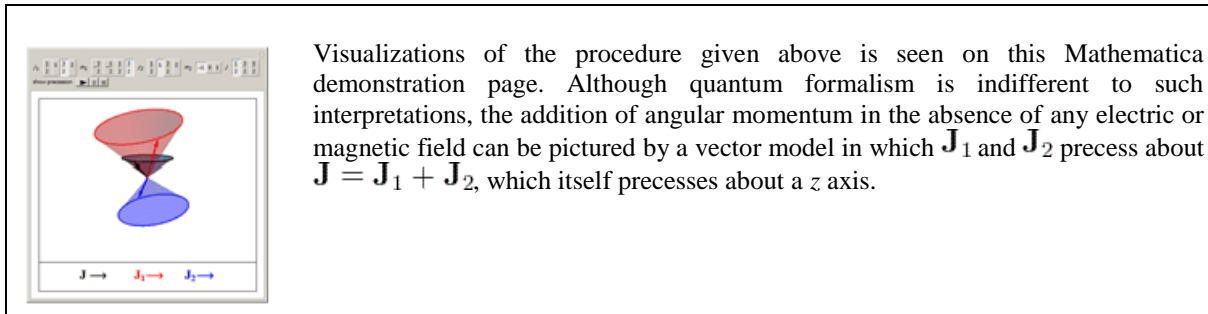 show precession
Visualizations of the procedure given above is seen on this Mathematica
demonstration page. Although quantum formalism is indifferent to such
interpretations, the addition of angular momentum in the absence of any electric or
magnetic field can be pictured by a vector model in which J₁ and J₂ precess about
J = J₁ + J₂, which itself precesses about a z axis.
J → J₁→ J₂→